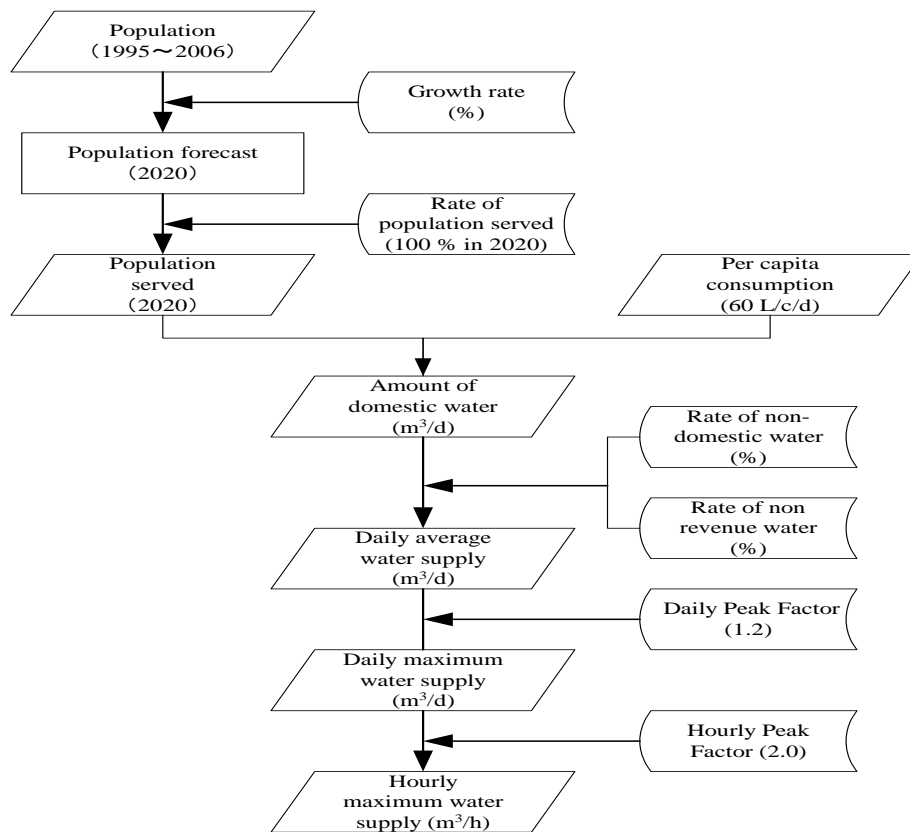 Population
（1995～2006）
Growth rate
(%)
Population forecast
（2020）
Rate of
population served
(100 % in 2020)
Population
served
（2020）
Per capita
consumption
(60 L/c/d)
Amount of
domestic water
(m³/d)
Rate of non-
domestic water
(%)
Rate of non
revenue water
(%)
Daily average
water supply
(m³/d)
Daily Peak Factor
(1.2)
Daily maximum
water supply
(m³/d)
Hourly Peak
Factor (2.0)
Hourly
maximum water
supply (m³/h)